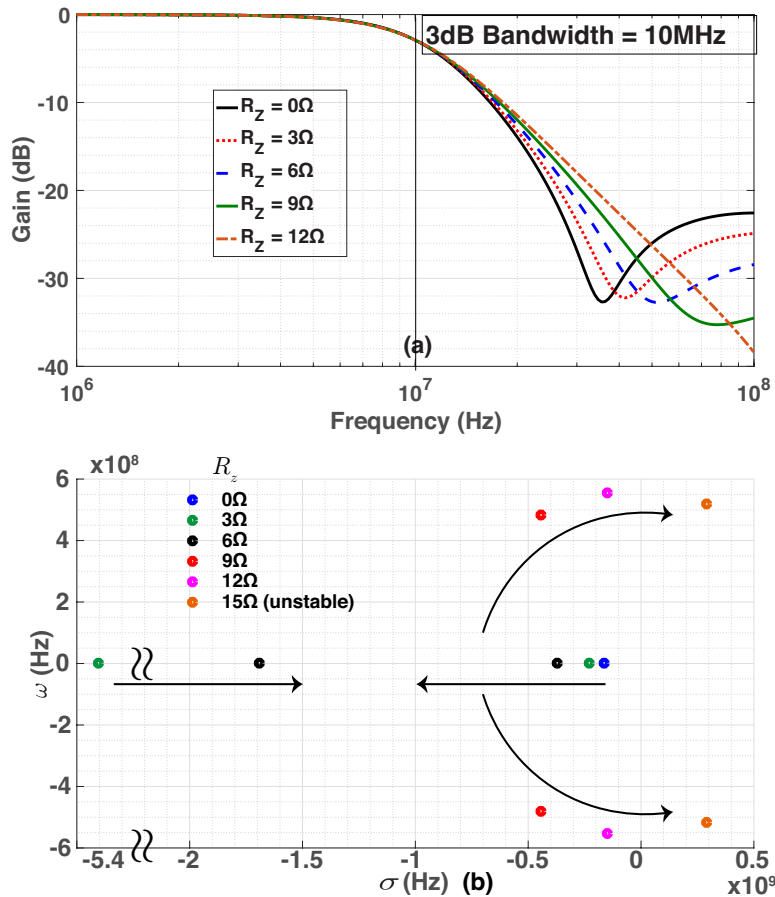 3dB Bandwidth = 10MHz
0
-10
-20
-30
-40
Gain (dB)
R_Z = 0Ω
R_Z = 3Ω
R_Z = 6Ω
R_Z = 9Ω
R_Z = 12Ω
(a)
10^6
10^7
10^8
Frequency (Hz)
x10^8
R_z
0Ω
3Ω
6Ω
9Ω
12Ω
15Ω (unstable)
6
4
2
0
-2
-4
-6
ω (Hz)
-5.4
-2
-1.5
-1
-0.5
0
0.5
x10^9
σ (Hz) (b)